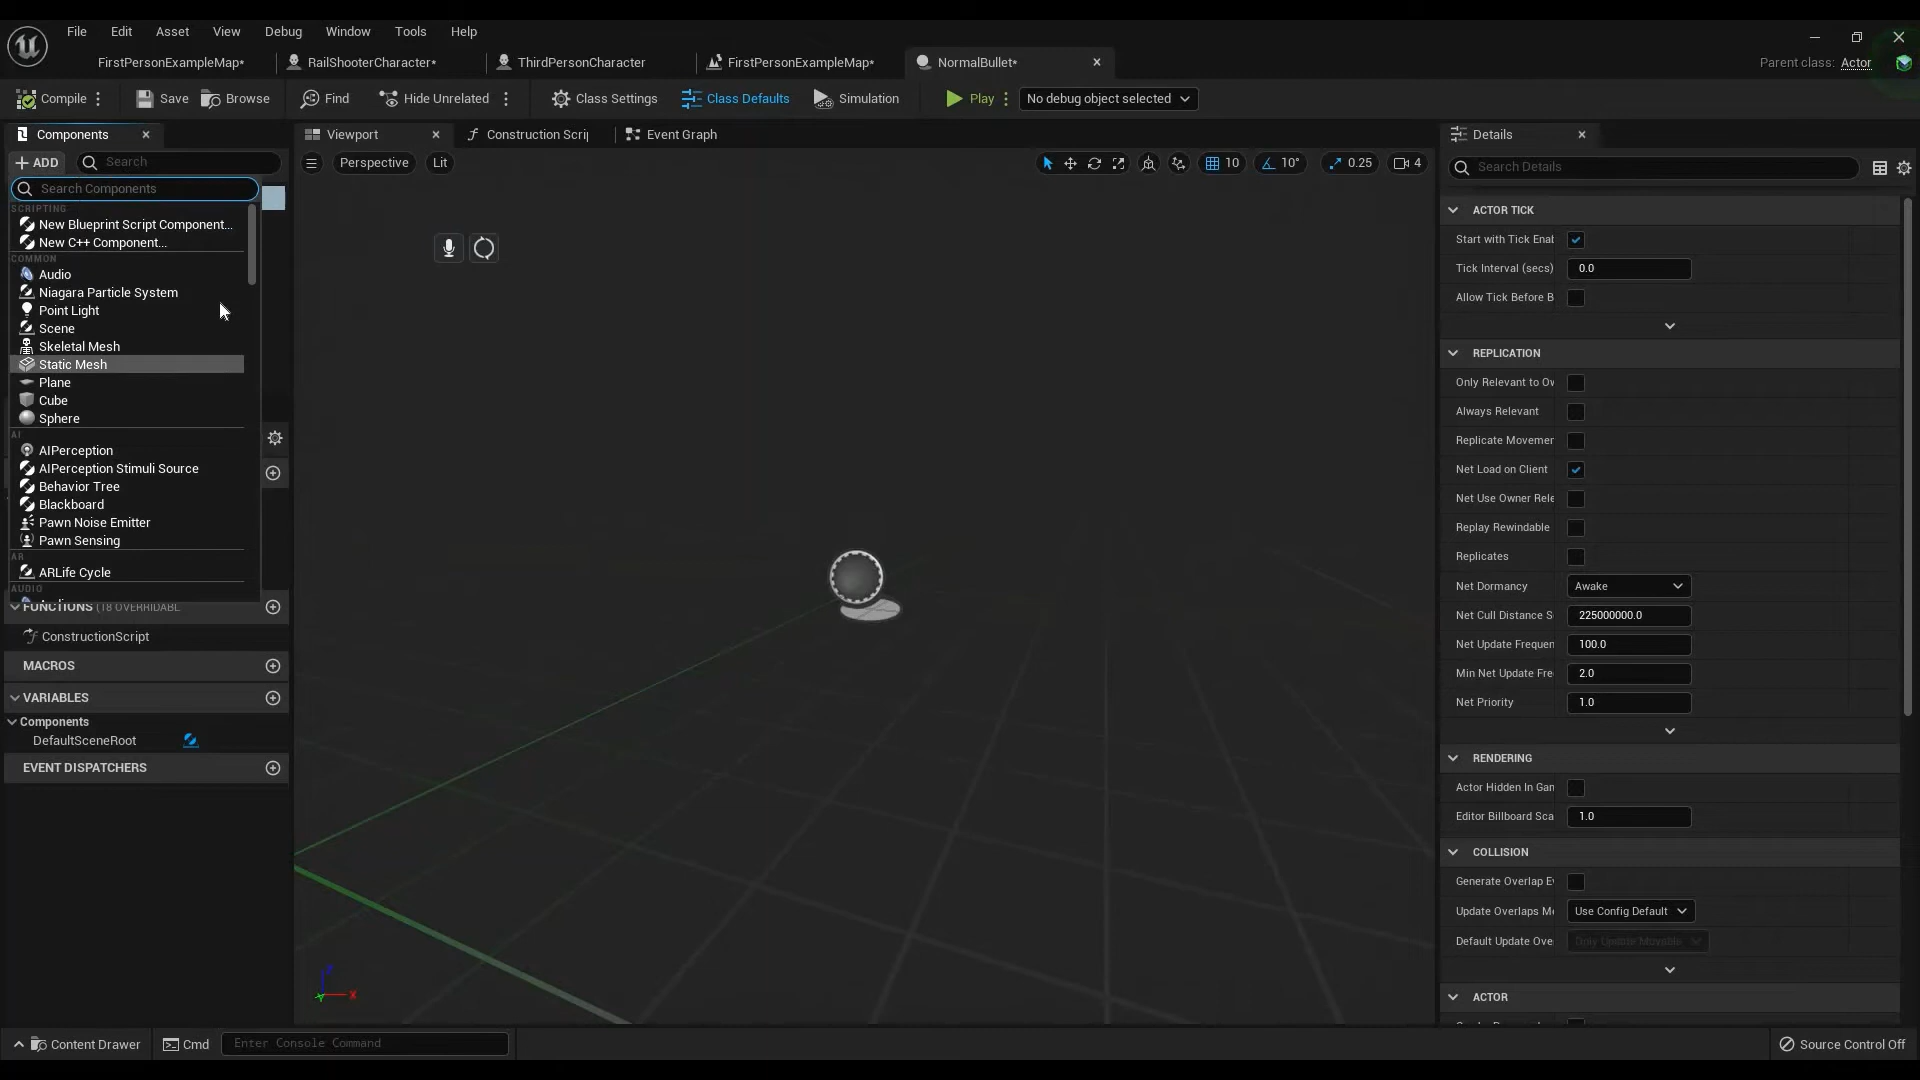 File Edit Asset View Debug Window Tools Help
FirstPersonExampleMap* RailShooterCharacter* ThirdPersonCharacter FirstPersonExampleMap* NormalBullet* Parent class: Actor
Compile Save Browse Find Hide Unrelated Class Settings Class Defaults Simulation Play No debug object selected
Components Viewport Construction Scrip Event Graph Details
ADD Search Perspective Lit 10 10° 0.25 4 Search Details
Search Components
SCRIPTING
New Blueprint Script Component...
New C++ Component...
COMMON
Audio
Niagara Particle System
Point Light
Scene
Skeletal Mesh
Static Mesh
Plane
Cube
Sphere
AI
AIPerception
AIPerception Stimuli Source
Behavior Tree
Blackboard
Pawn Noise Emitter
Pawn Sensing
AR
ARLife Cycle
AUDIO
FUNCTIONS (18 OVERRIDABL
ConstructionScript
MACROS
VARIABLES
Components
DefaultSceneRoot
EVENT DISPATCHERS
Z
Y X
ACTOR TICK
Start with Tick Enal
Tick Interval (secs) 0.0
Allow Tick Before B
REPLICATION
Only Relevant to Ov
Always Relevant
Replicate Movemer
Net Load on Client
Net Use Owner Rele
Replay Rewindable
Replicates
Net Dormancy Awake
Net Cull Distance S 225000000.0
Net Update Frequen 100.0
Min Net Update Fre 2.0
Net Priority 1.0
RENDERING
Actor Hidden In Gan
Editor Billboard Sca 1.0
COLLISION
Generate Overlap Ev
Update Overlaps Me Use Config Default
Default Update Ove Only Update Movable
ACTOR
Content Drawer Cmd Enter Console Command Source Control Off